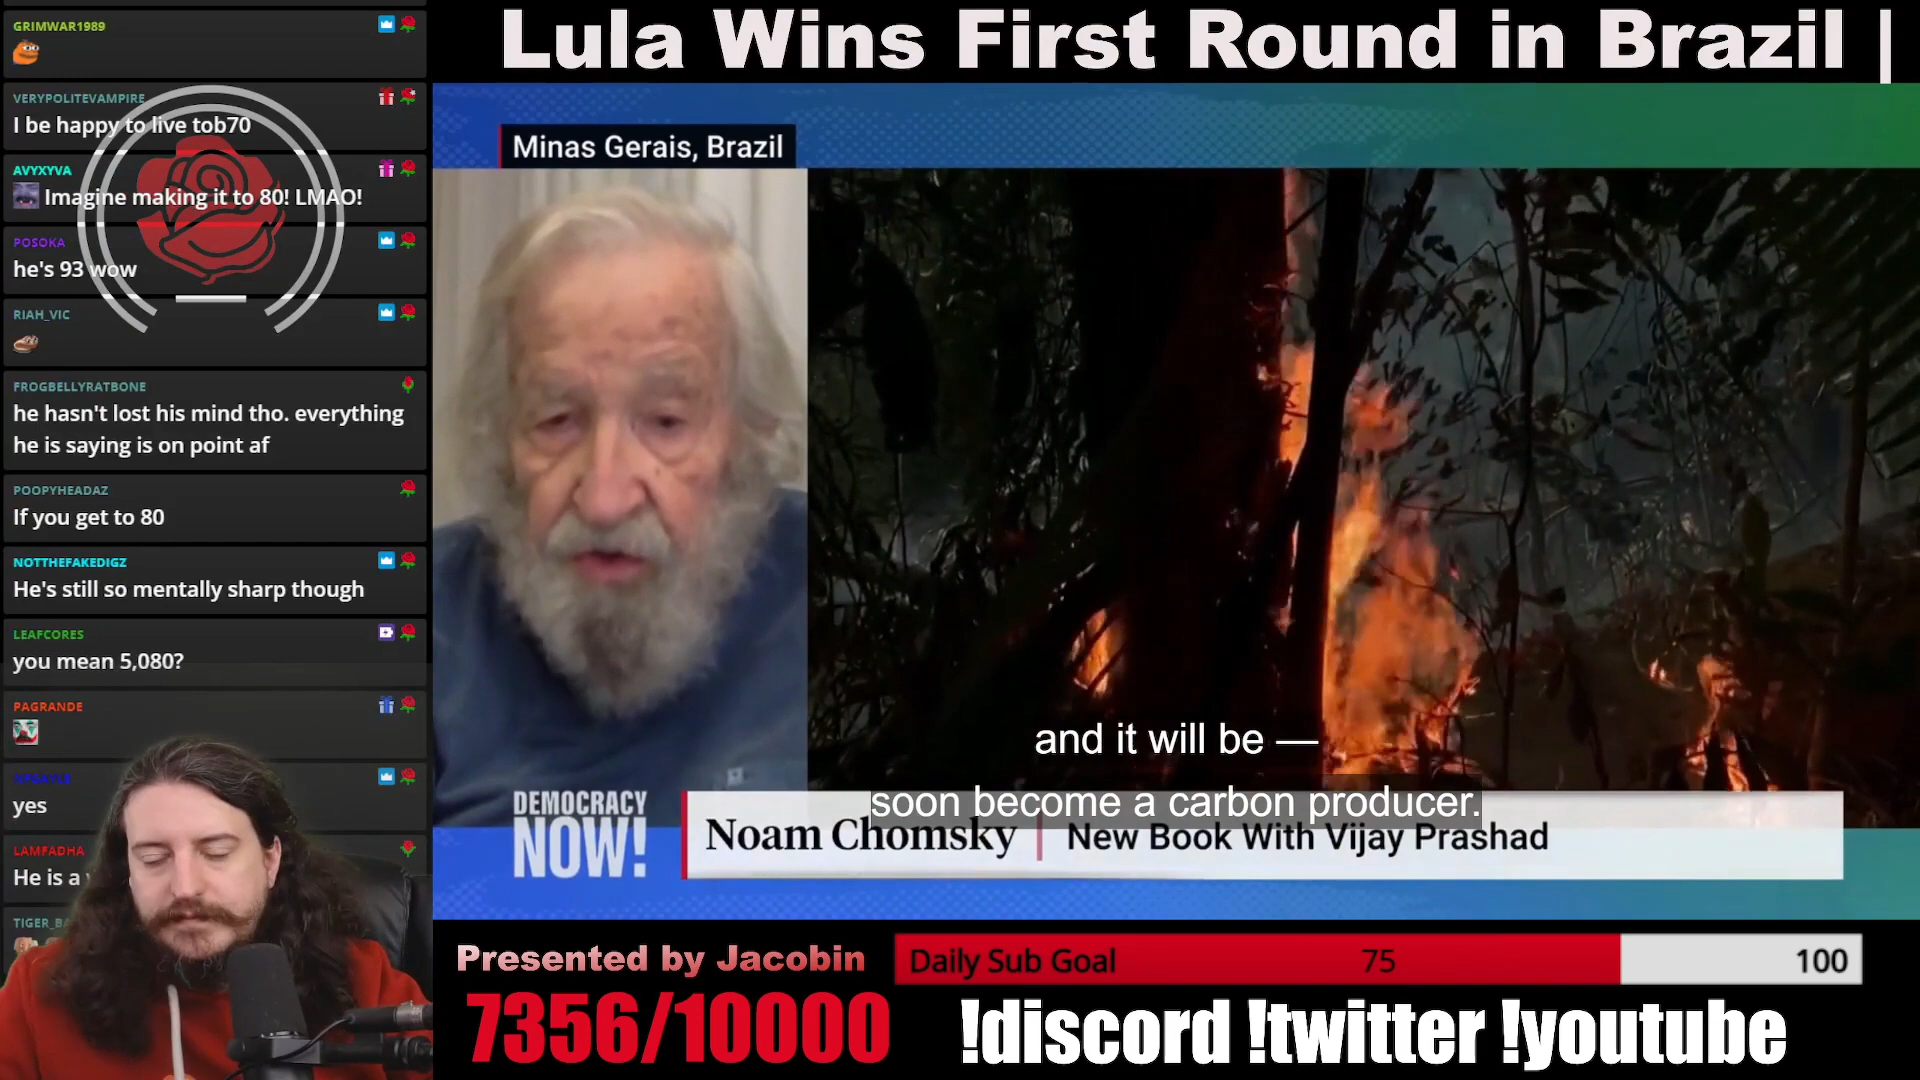 GRIMWAR1989
VERYPOLITEVAMPIRE
I be happy to live tob70
AVYXYVA
Imagine making it to 80! LMAO!
POSOKA
he's 93 wow
RIAH_VIC
FROGBELLYRATBONE
he hasn't lost his mind tho. everything
he is saying is on point af
POOPYHEADAZ
If you get to 80
NOTTHEFAKEDIGZ
He's still so mentally sharp though
LEAFCORES
you mean 5,080?
PAGRANDE
yes
LAMFADHA
He is a
Lula Wins First Round in Brazil |
Minas Gerais, Brazil
and it will be —
soon become a carbon producer.
DEMOCRACY
NOW!
Noam Chomsky | New Book With Vijay Prashad
Presented by Jacobin
Daily Sub Goal 75 100
7356/10000
!discord !twitter !youtube